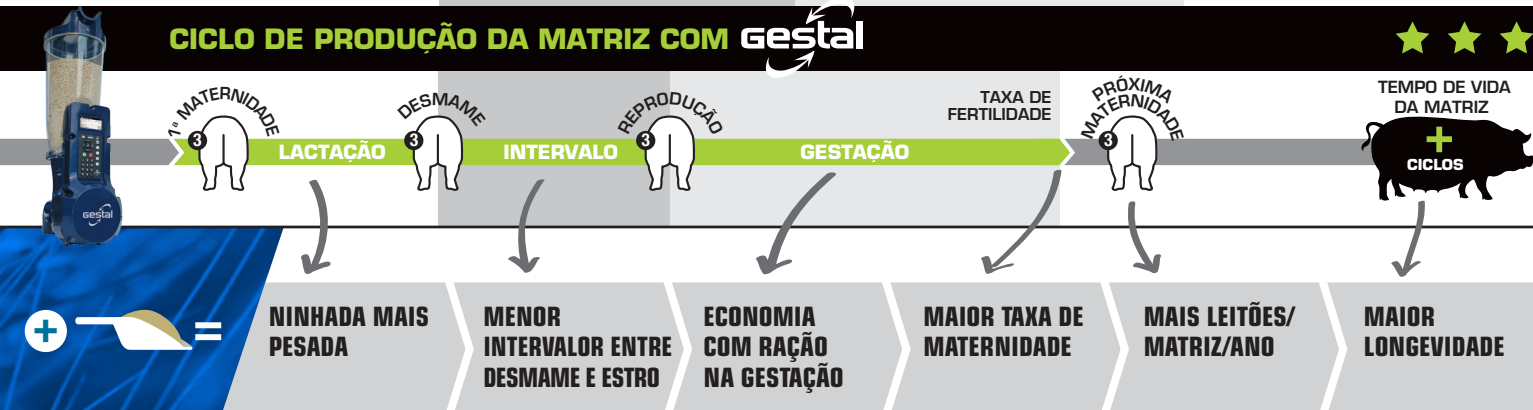 CICLO DE PRODUÇÃO DA MATRIZ COM Gestal
1ª MATERNIDADE
3
LACTAÇÃO
DESMAME
3
INTERVALO
REPRODUÇÃO
3
GESTAÇÃO
TAXA DE
FERTILIDADE
PRÓXIMA
MATERNIDADE
3
TEMPO DE VIDA
DA MATRIZ
+
CICLOS
Gestal
+ =
NINHADA MAIS
PESADA
MENOR
INTERVALOR ENTRE
DESMAME E ESTRO
ECONOMIA
COM RAÇÃO
NA GESTAÇÃO
MAIOR TAXA DE
MATERNIDADE
MAIS LEITÕES/
MATRIZ/ANO
MAIOR
LONGEVIDADE